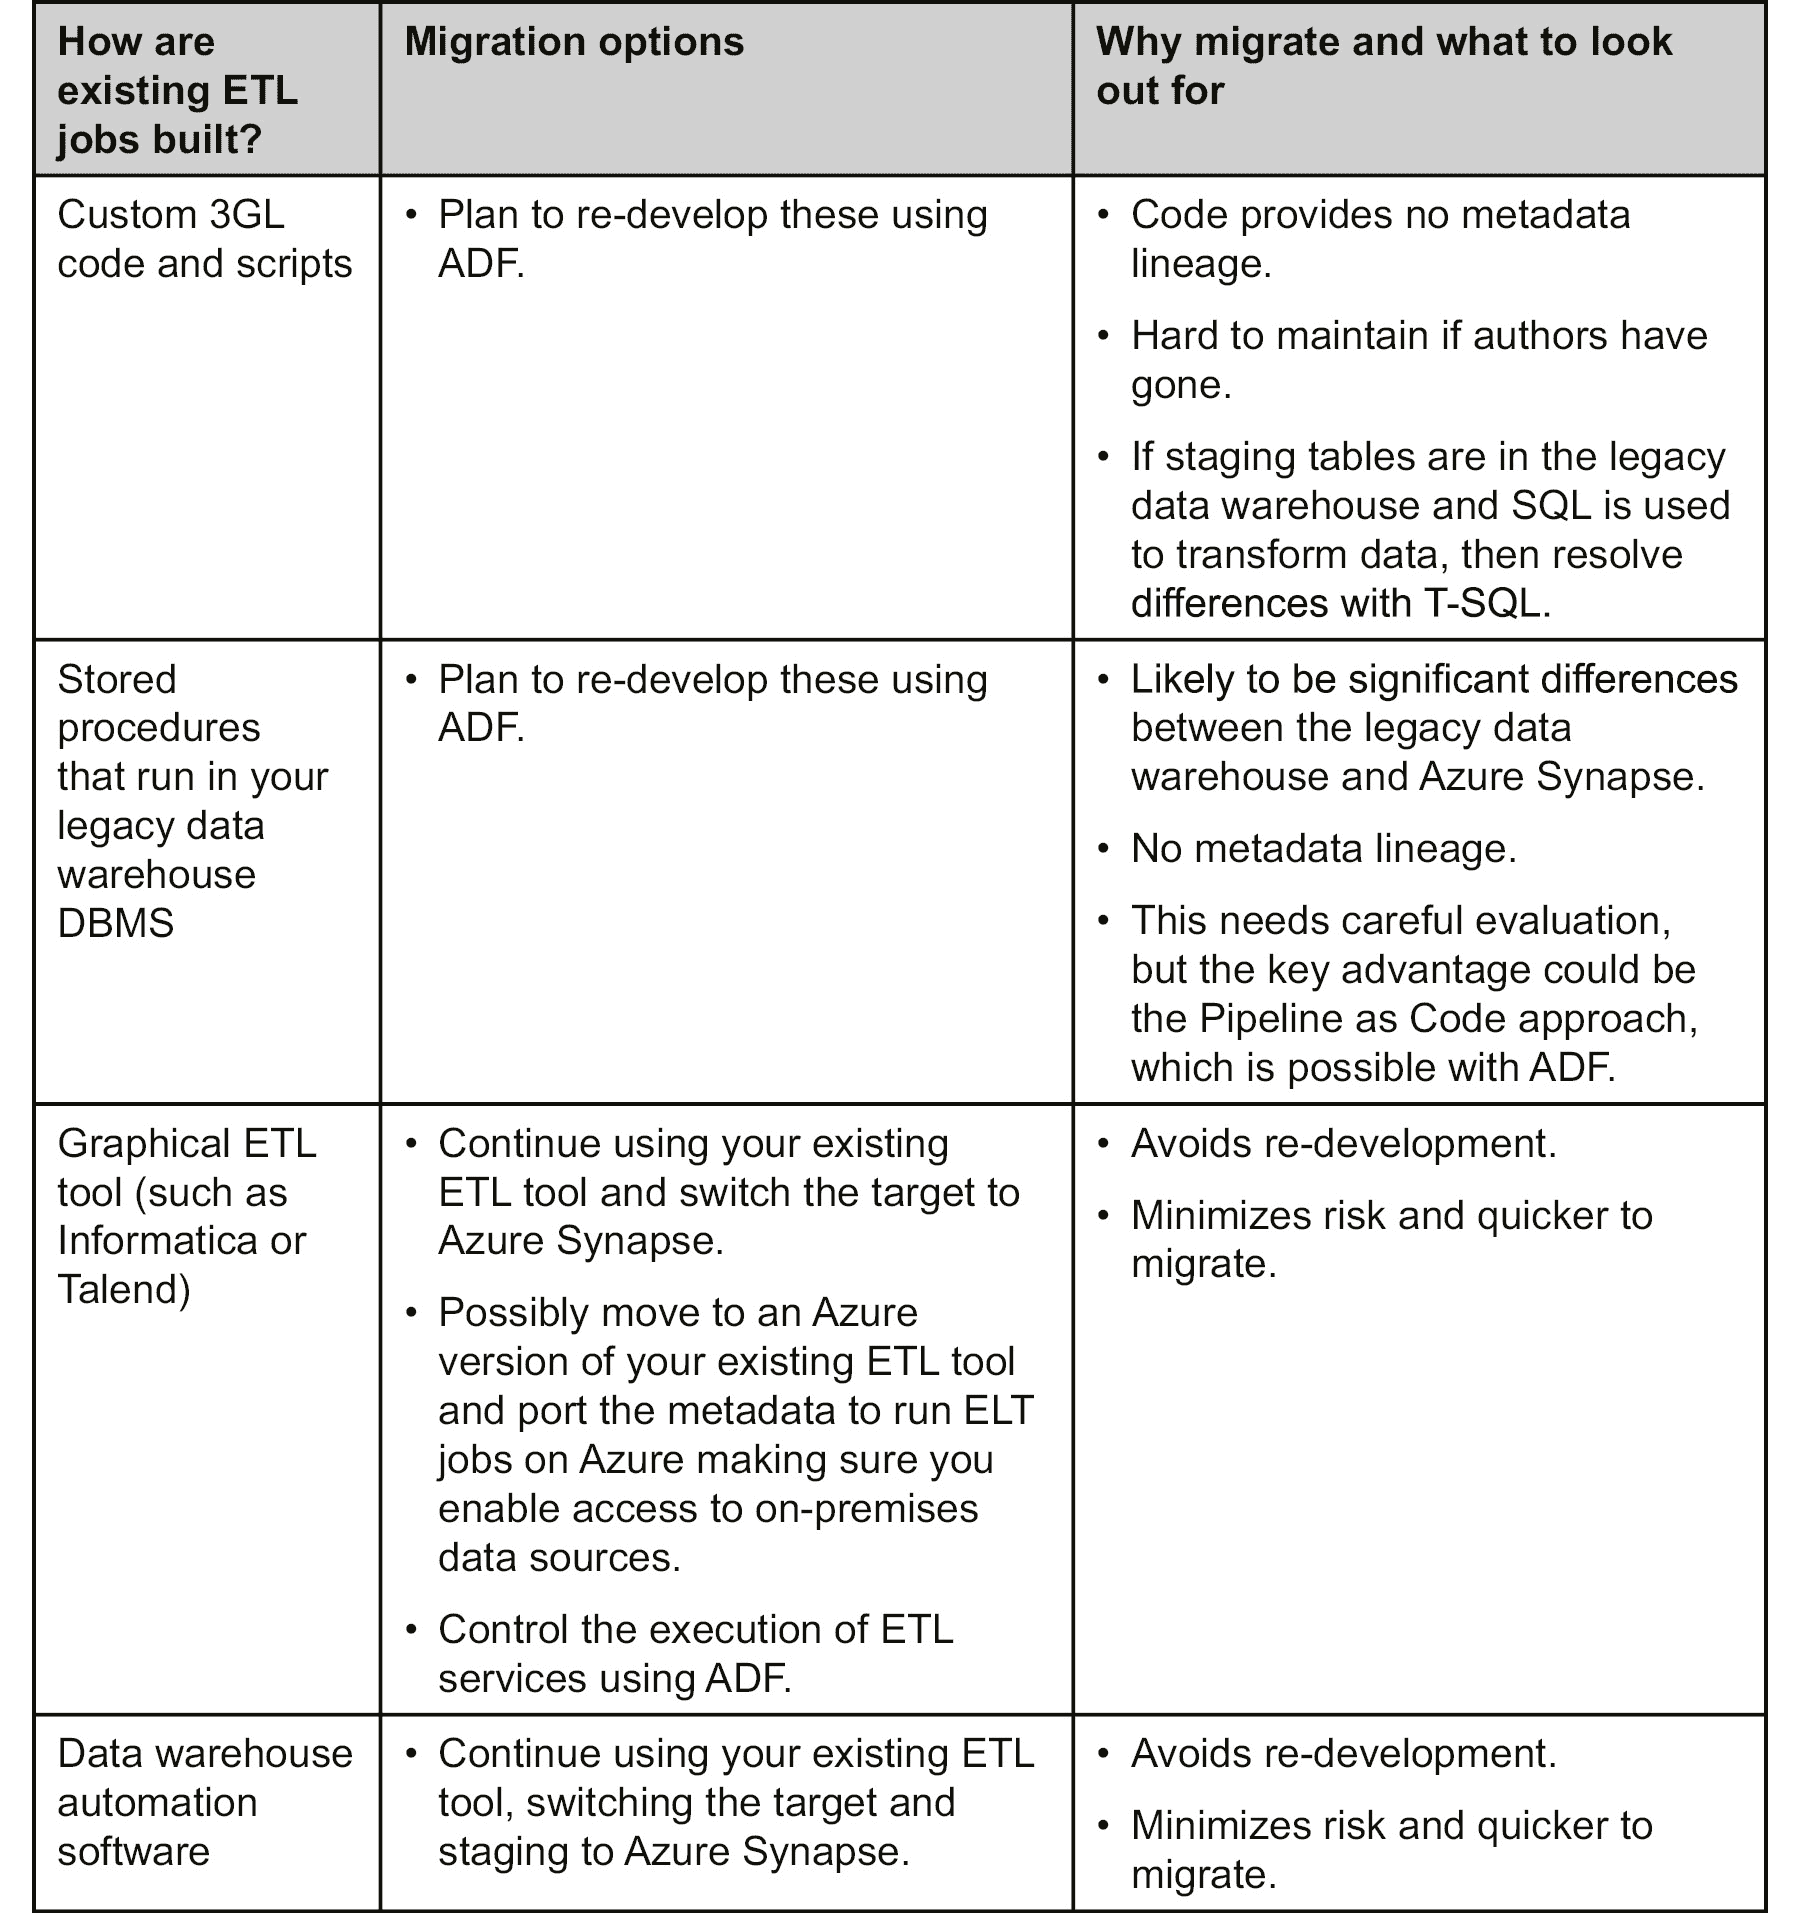 How are
existing ETL
jobs built?
Migration options
Why migrate and what to look
out for
Custom 3GL
code and scripts
• Plan to re-develop these using
ADF.
• Code provides no metadata
lineage.
• Hard to maintain if authors have
gone.
• If staging tables are in the legacy
data warehouse and SQL is used
to transform data, then resolve
differences with T-SQL.
Stored
procedures
that run in your
legacy data
warehouse
DBMS
• Plan to re-develop these using
ADF.
• Likely to be significant differences
between the legacy data
warehouse and Azure Synapse.
• No metadata lineage.
• This needs careful evaluation,
but the key advantage could be
the Pipeline as Code approach,
which is possible with ADF.
Graphical ETL
tool (such as
Informatica or
Talend)
• Continue using your existing
ETL tool and switch the target to
Azure Synapse.
• Possibly move to an Azure
version of your existing ETL tool
and port the metadata to run ELT
jobs on Azure making sure you
enable access to on-premises
data sources.
• Control the execution of ETL
services using ADF.
• Avoids re-development.
• Minimizes risk and quicker to
migrate.
Data warehouse
automation
software
• Continue using your existing ETL
tool, switching the target and
staging to Azure Synapse.
• Avoids re-development.
• Minimizes risk and quicker to
migrate.